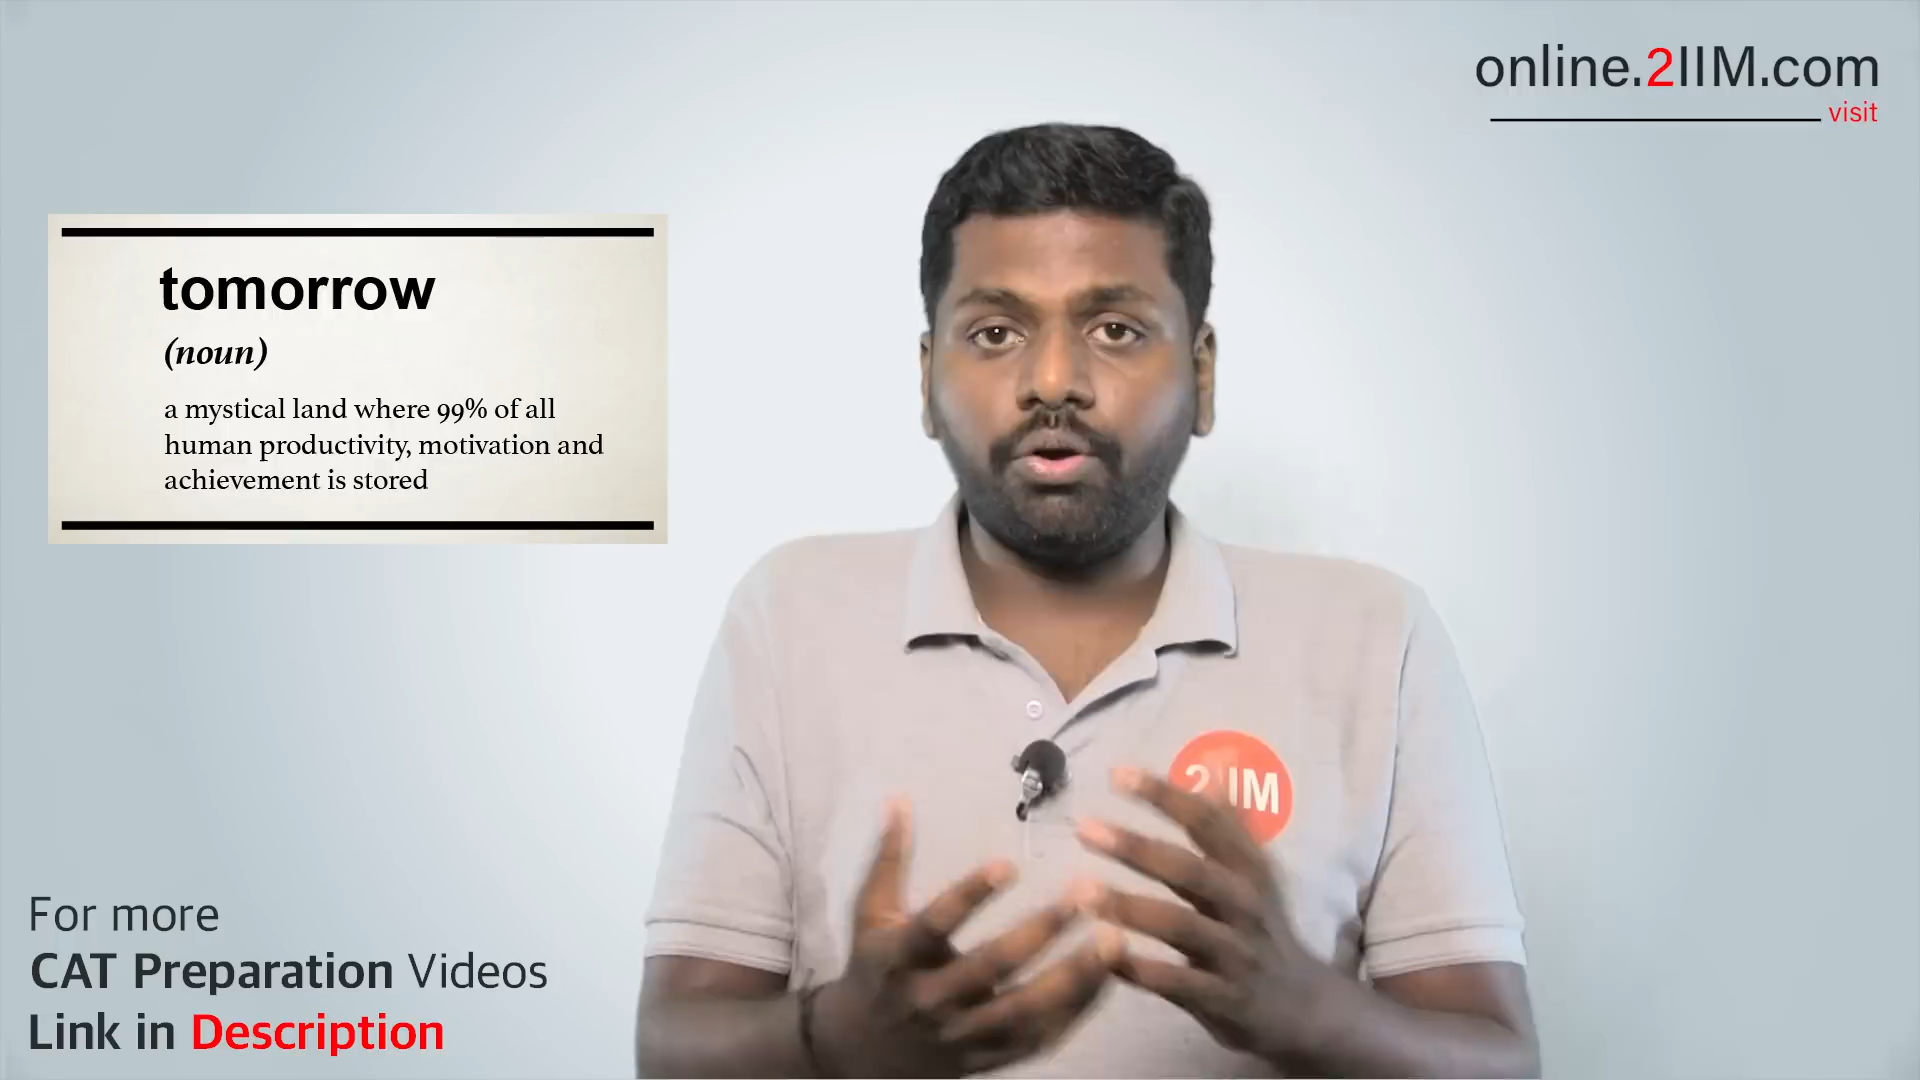 online.2IIM.com
visit
tomorrow
(noun)
a mystical land where 99% of all
human productivity, motivation and
achievement is stored
2IIM
For more
CAT Preparation Videos
Link in Description